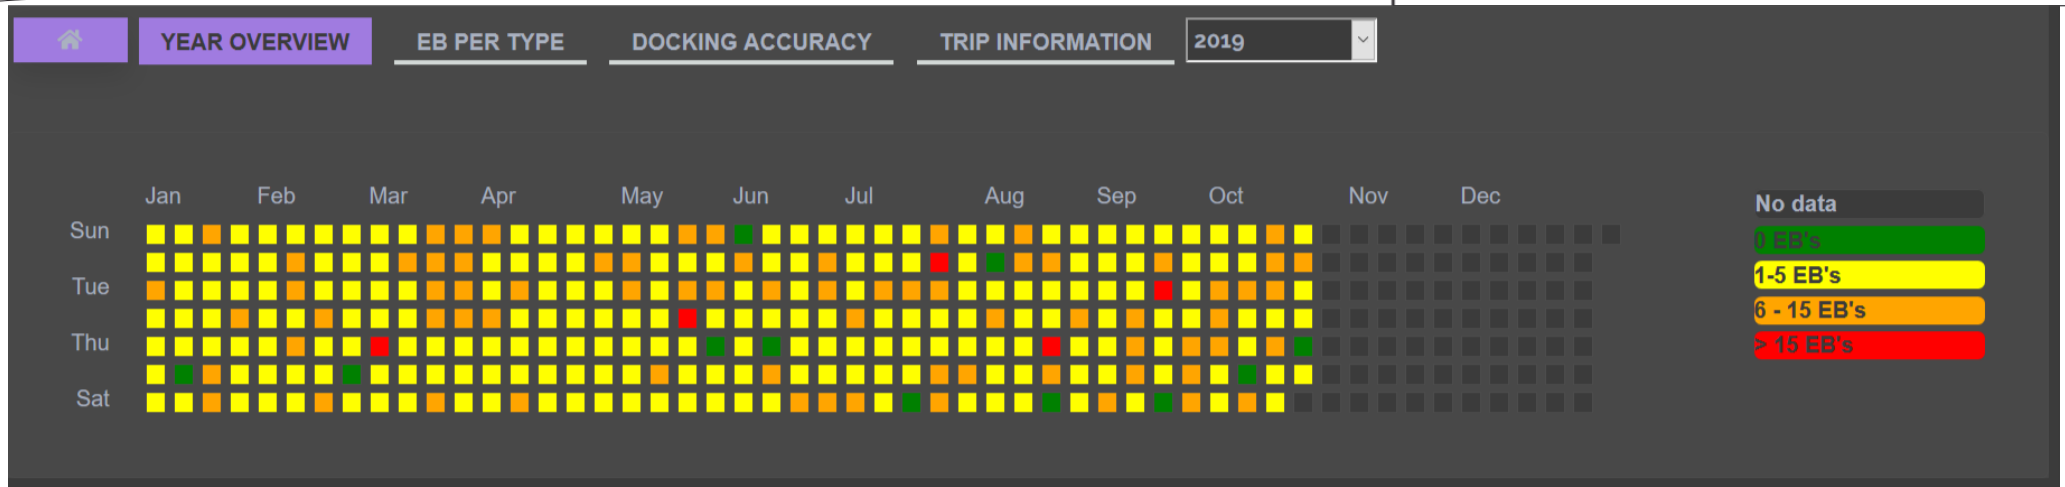 YEAR OVERVIEW EB PER TYPE DOCKING ACCURACY TRIP INFORMATION 2019
Jan Feb Mar Apr May Jun Jul Aug Sep Oct Nov Dec
Sun
Tue
Thu
Sat
No data
0 EB's
1-5 EB's
6 - 15 EB's
> 15 EB's